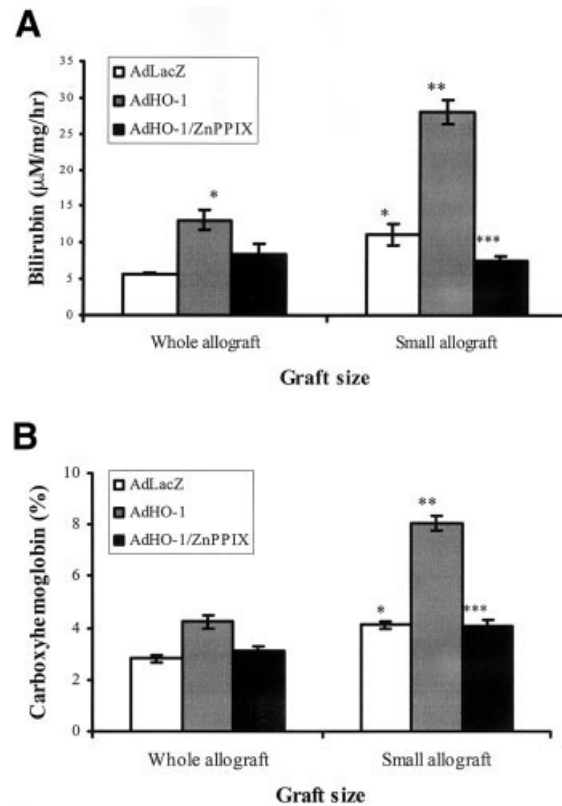 A
AdLacZ
AdHO-1
AdHO-1/ZnPPIX
Bilirubin (μM/mg/hr)
35
30
25
20
15
10
5
0
*
*
**
***
Whole allograft
Small allograft
Graft size
B
AdLacZ
AdHO-1
AdHO-1/ZnPPIX
Carboxyhemoglobin (%)
10
8
6
4
2
0
*
**
***
Whole allograft
Small allograft
Graft size